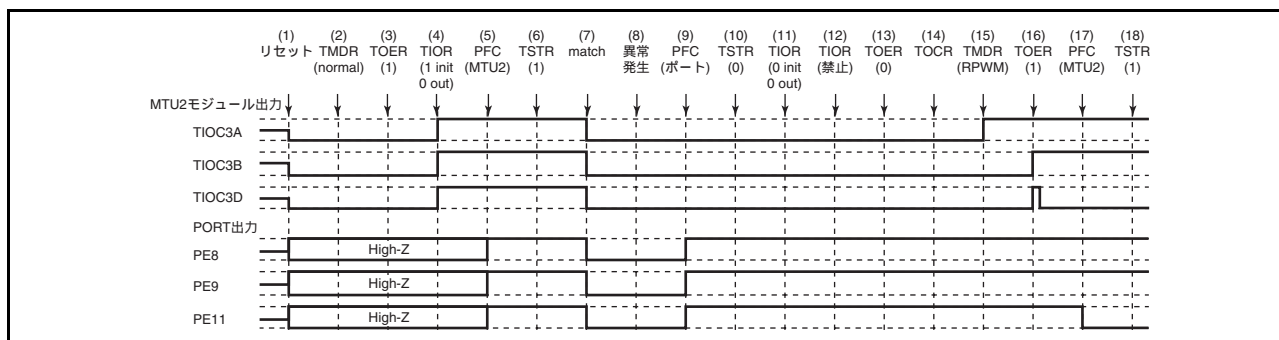 (1) (2) (3) (4) (5) (6) (7) (8) (9) (10) (11) (12) (13) (14) (15) (16) (17) (18)
リセット TMDR TOER TIOR PFC TSTR match 異常 PFC TSTR TIOR TIOR TOER TOCR TMDR TOER PFC TSTR
(normal) (1) (1 init (MTU2) (1) 発生 (ポート) (0) (0 init (禁止) (0) (RPWM) (1) (MTU2) (1)
0 out) 0 out)
MTU2モジュール出力
TIOC3A
TIOC3B
TIOC3D
PORT出力
PE8 High-Z
PE9 High-Z
PE11 High-Z